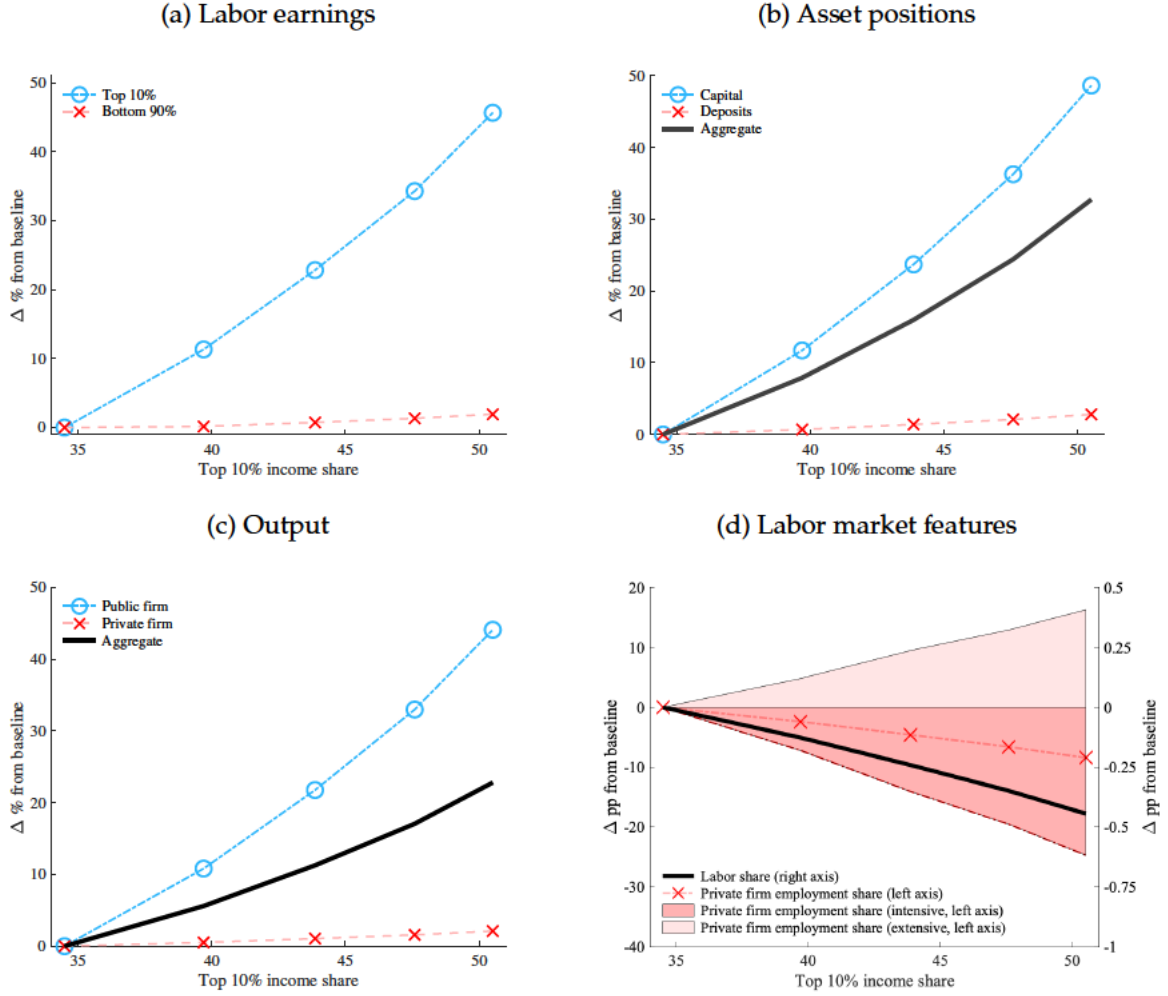 (a) Labor earnings
50
40
30
20
10
0
Δ % from baseline
Top 10%
Bottom 90%
35
40
45
50
Top 10% income share
(b) Asset positions
50
40
30
20
10
0
Δ % from baseline
Capital
Deposits
Aggregate
35
40
45
50
Top 10% income share
(c) Output
50
40
30
20
10
0
Δ % from baseline
Public firm
Private firm
Aggregate
35
40
45
50
Top 10% income share
(d) Labor market features
20
10
0
-10
-20
-30
-40
Δ pp from baseline
0.5
0.25
0
-0.25
-0.5
-0.75
-1
Δ pp from baseline
Labor share (right axis)
Private firm employment share (left axis)
Private firm employment share (intensive, left axis)
Private firm employment share (extensive, left axis)
35
40
45
50
Top 10% income share